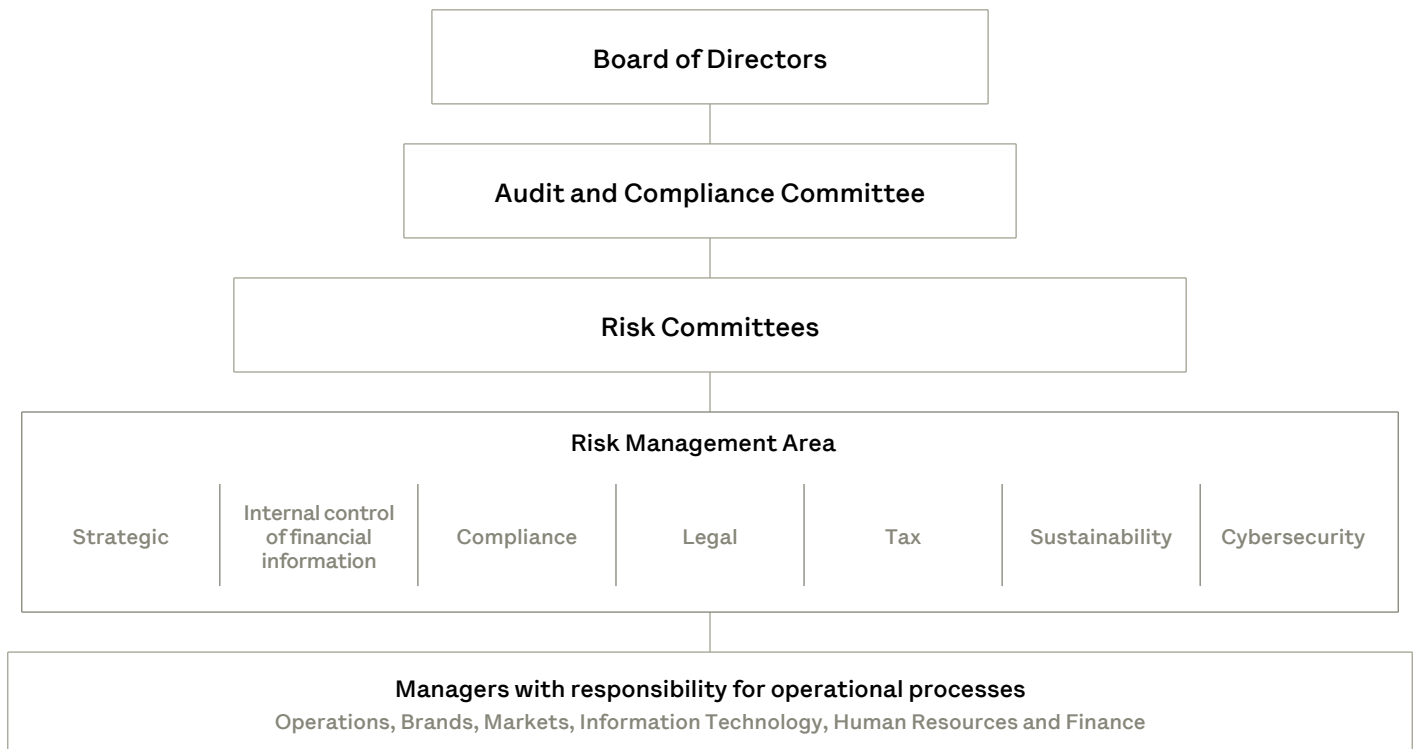 Board of Directors
Audit and Compliance Committee
Risk Committees
Risk Management Area
Strategic
Internal control
of financial
information
Compliance
Legal
Tax
Sustainability
Cybersecurity
Managers with responsibility for operational processes
Operations, Brands, Markets, Information Technology, Human Resources and Finance